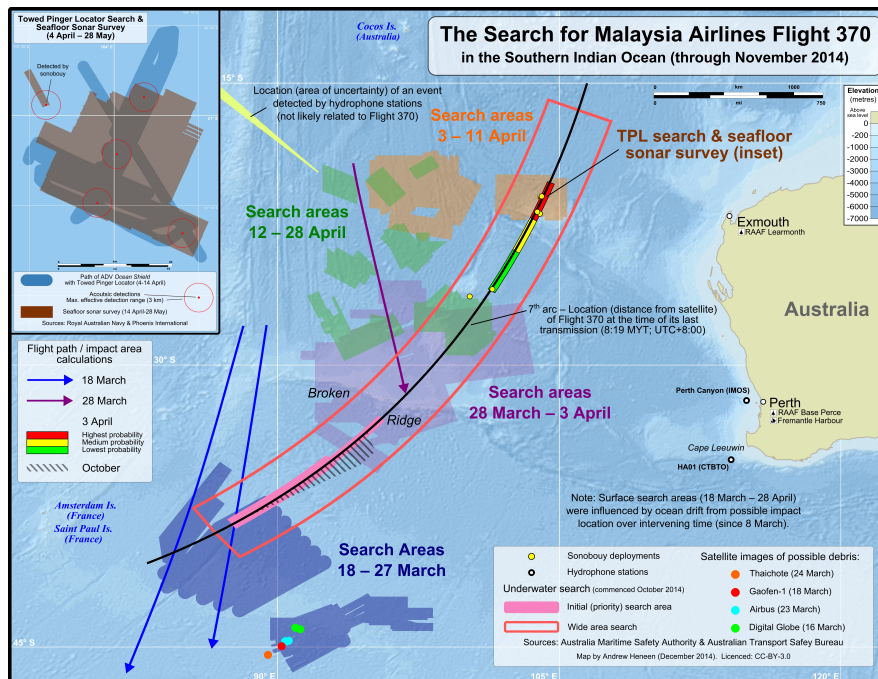 Towed Pinger Locator Search &
Seafloor Sonar Survey
(4 April – 28 May)
104° E
Detected by
sonobouy
21° S
Path of ADV Ocean Shield
with Towed Pinger Locator (4-14 April)
Acoutsic detections
Max. effective detection range (3 km)
Seafloor sonar survey (14 April-28 May)
Sources: Royal Australian Navy & Phoenix International
Cocos Is.
(Australia)
The Search for Malaysia Airlines Flight 370
in the Southern Indian Ocean (through November 2014)
15° S
km
0
1000
0
mi
750
Elevation
(metres)
Above
sea level
0
-200
-1000
-2000
-3000
-4000
-5000
-6000
-7000
Location (area of uncertainty) of an event
detected by hydrophone stations
(not likely related to Flight 370)
Search areas
3 – 11 April
TPL search & seafloor
sonar survey (inset)
Search areas
12 – 28 April
Exmouth
RAAF Learmonth
Australia
7th arc – Location (distance from satellite)
of Flight 370 at the time of its last
transmission (8:19 MYT; UTC+8:00)
Flight path / impact area
calculations
18 March
28 March
3 April
Highest probability
Medium probability
Lowest probability
October
30° S
Broken
Ridge
Search areas
28 March – 3 April
Perth Canyon (IMOS)
Perth
RAAF Base Perce
Fremantle Harbour
Cape Leeuwin
HA01 (CTBTO)
Amsterdam Is.
(France)
Saint Paul Is.
(France)
Note: Surface search areas (18 March – 28 April)
were influenced by ocean drift from possible impact
location over intervening time (since 8 March).
Search Areas
18 – 27 March
Sonobouy deployments
Hydrophone stations
Underwater search (commenced October 2014)
Initial (priority) search area
Wide area search
Satellite images of possible debris:
Thaichote (24 March)
Gaofen-1 (18 March)
Airbus (23 March)
Digital Globe (16 March)
Sources: Australia Maritime Safety Authority & Australian Transport Safey Bureau
Map by Andrew Heneen (December 2014). Licenced: CC-BY-3.0
45° S
90° E
105° E
120° E